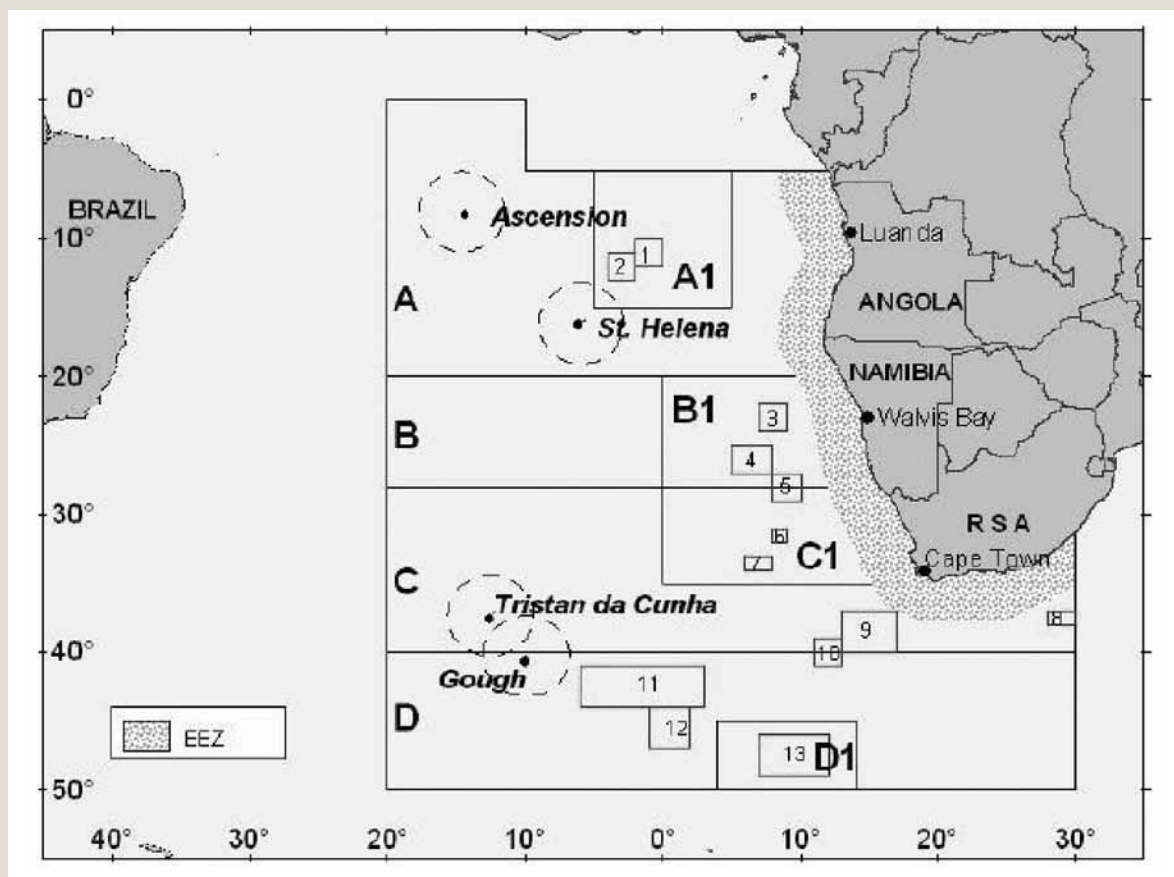 0°
BRAZIL
Ascension
Luanda
10°
1
2
A1
A
ANGOLA
St. Helena
20°
NAMIBIA
B1
3
Walvis Bay
B
4
5
30°
R S A
6
C1
7
Cape Town
C
Tristan da Cunha
8
9
40°
10
Gough
11
D
12
EEZ
13
D1
50°
40°
30°
20°
10°
0°
10°
20°
30°